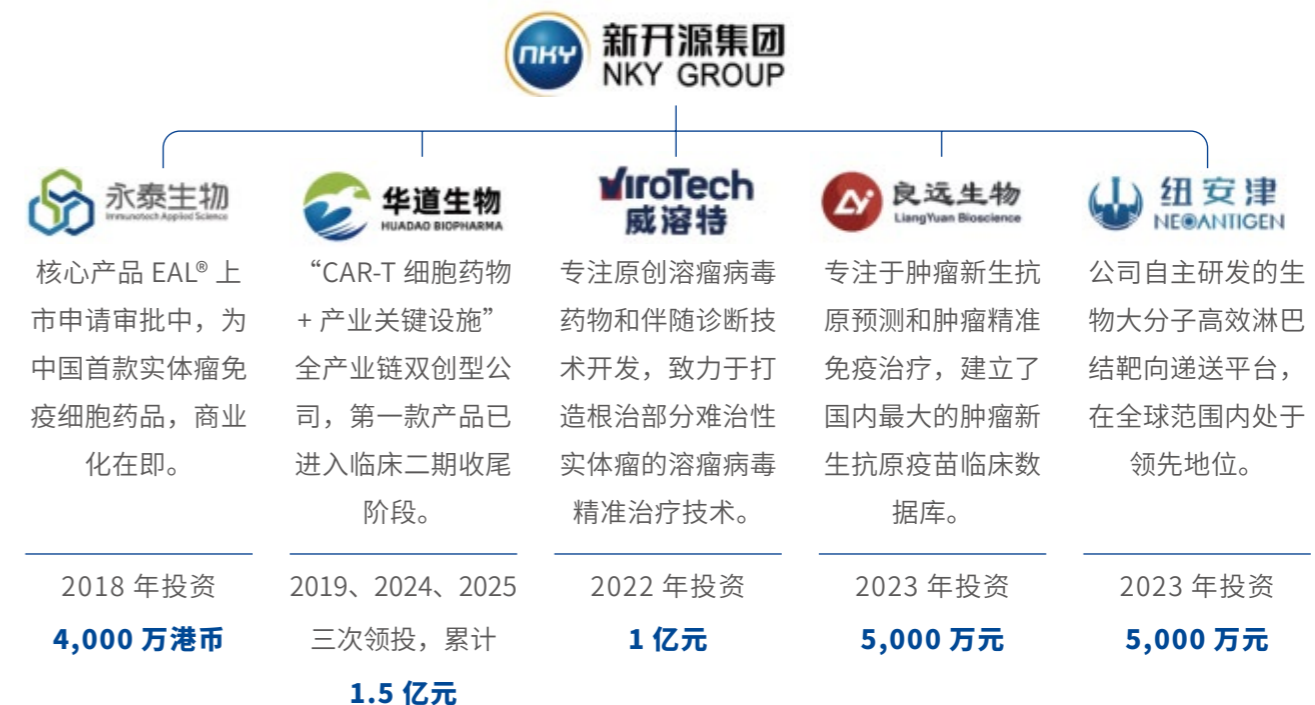 nky
新开源集团
NKY GROUP
永泰生物
Immunotech Applied Science
核心产品 EAL® 上
市申请审批中，为
中国首款实体瘤免
疫细胞药品，商业
化在即。
2018 年投资
4,000 万港币
华道生物
HUADAO BIOPHARMA
“CAR-T 细胞药物
+ 产业关键设施”
全产业链双创型公
司，第一款产品已
进入临床二期收尾
阶段。
2019、2024、2025
三次领投，累计
1.5 亿元
ViroTech
威溶特
专注原创溶瘤病毒
药物和伴随诊断技
术开发，致力于打
造根治部分难治性
实体瘤的溶瘤病毒
精准治疗技术。
2022 年投资
1 亿元
良远生物
LiangYuan Bioscience
专注于肿瘤新生抗
原预测和肿瘤精准
免疫治疗，建立了
国内最大的肿瘤新
生抗原疫苗临床数
据库。
2023 年投资
5,000 万元
纽安津
NEOANTIGEN
公司自主研发的生
物大分子高效淋巴
结靶向递送平台，
在全球范围内处于
领先地位。
2023 年投资
5,000 万元